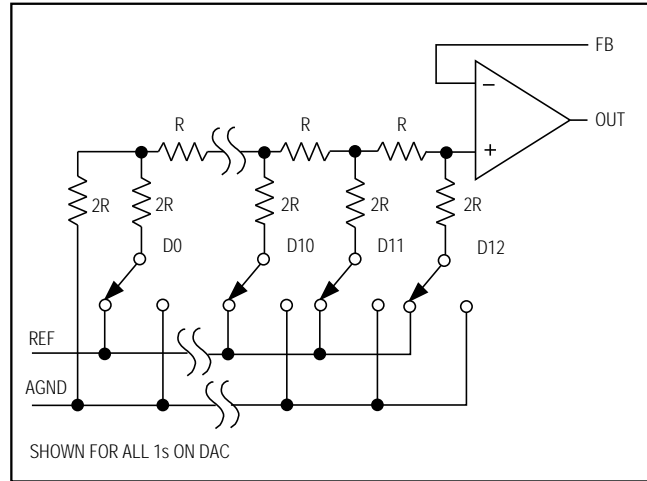 FB
−
OUT
+
R
R
R
2R
2R
2R
2R
2R
D0
D10
D11
D12
REF
AGND
SHOWN FOR ALL 1s ON DAC